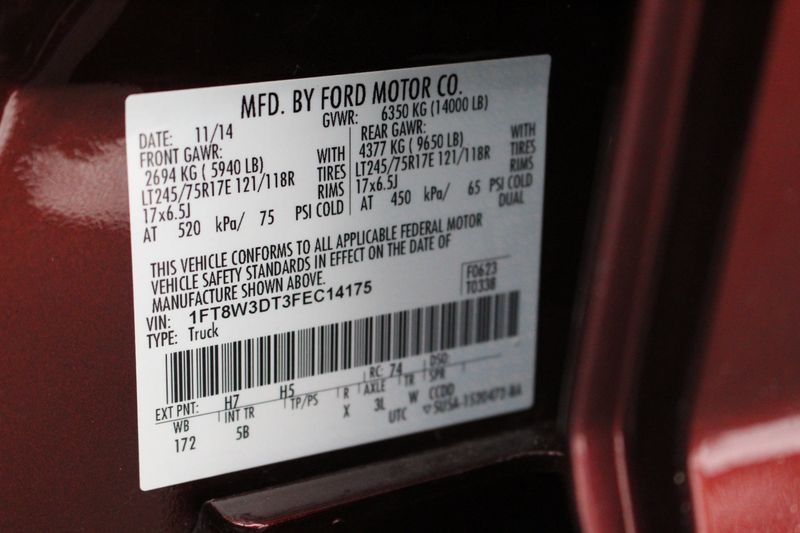 MFD. BY FORD MOTOR CO.
DATE: 11/14 GVWR: 6350 KG (14000 LB)
FRONT GAWR: REAR GAWR:
2694 KG ( 5940 LB) WITH 4377 KG ( 9650 LB) WITH
LT245/75R17E 121/118R TIRES LT245/75R17E 121/118R TIRES
17x6.5J RIMS 17x6.5J RIMS
AT 520 kPa/ 75 PSI COLD AT 450 kPa/ 65 PSI COLD
DUAL
THIS VEHICLE CONFORMS TO ALL APPLICABLE FEDERAL MOTOR
VEHICLE SAFETY STANDARDS IN EFFECT ON THE DATE OF
MANUFACTURE SHOWN ABOVE.
F0623
T0338
VIN: 1FT8W3DT3FEC14175
TYPE: Truck
RC: 74 DSO:
EXT PNT: H7 H5
WB INT TR TP/PS R AXLE TR SPR
172 5B X 3L W CCDO
UTC